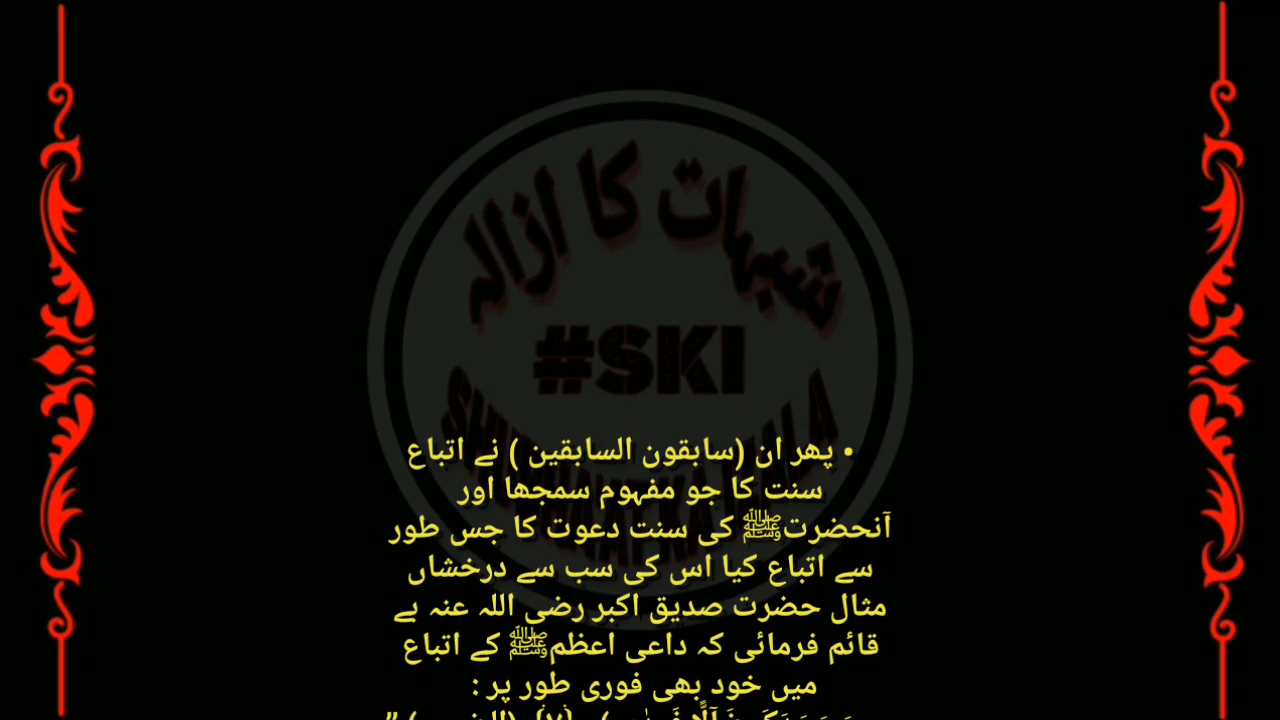 شبہات کا ازالہ
#SKI
• پھر ان (سابقون السابقین ) نے اتباع
سنت کا جو مفہوم سمجھا اور
آنحضرتﷺ کی سنت دعوت کا جس طور
سے اتباع کیا اس کی سب سے درخشاں
مثال حضرت صدیق اکبر رضی اللہ عنہ ہے
قائم فرمائی کہ داعی اعظمﷺ کے اتباع
میں خود بھی فوری طور پر :